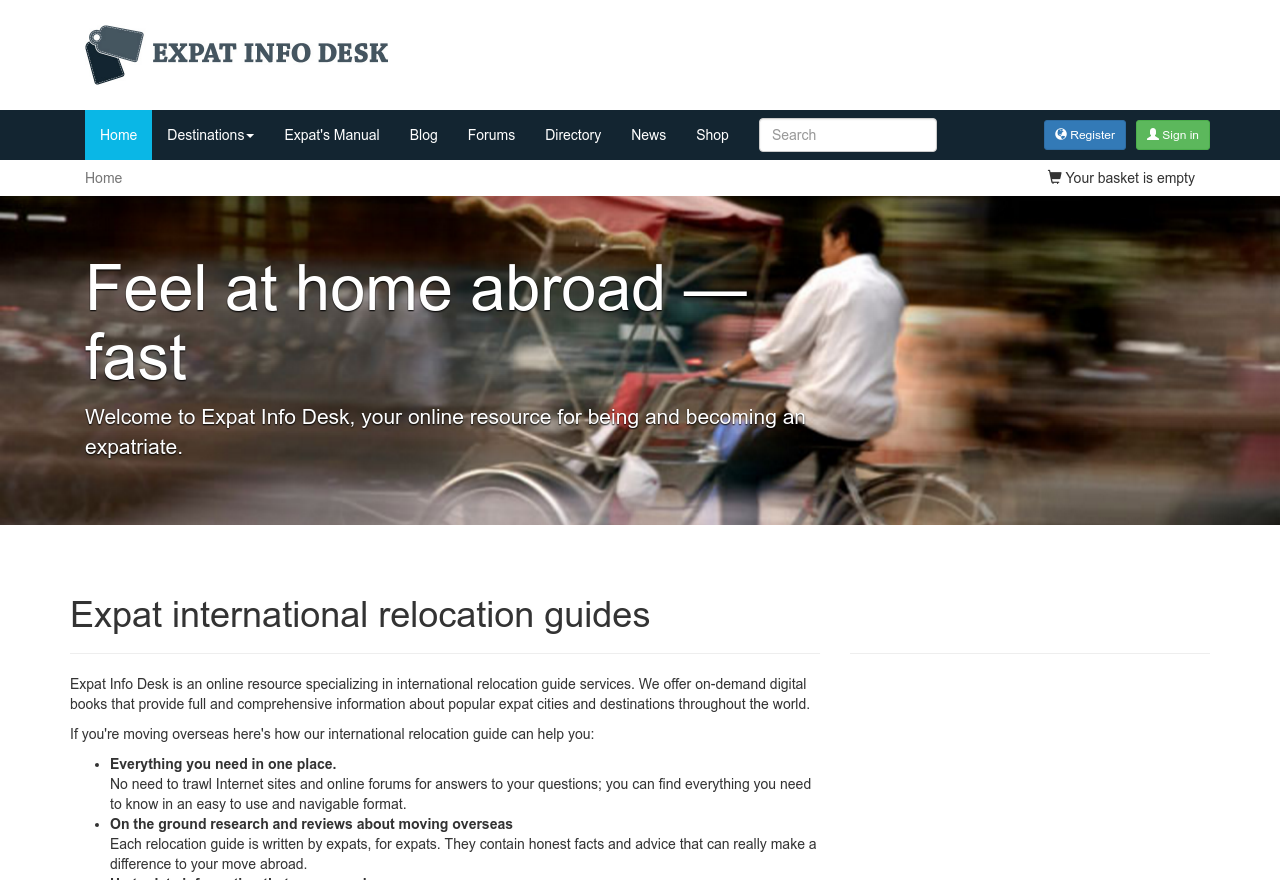 EXPAT INFO DESK
Home Destinations Expat's Manual Blog Forums Directory News Shop Search Register Sign in
Home Your basket is empty
Feel at home abroad —
fast
Welcome to Expat Info Desk, your online resource for being and becoming an
expatriate.
Expat international relocation guides
Expat Info Desk is an online resource specializing in international relocation guide services. We offer on-demand digital
books that provide full and comprehensive information about popular expat cities and destinations throughout the world.
If you're moving overseas here's how our international relocation guide can help you:
• Everything you need in one place.
No need to trawl Internet sites and online forums for answers to your questions; you can find everything you need
to know in an easy to use and navigable format.
• On the ground research and reviews about moving overseas
Each relocation guide is written by expats, for expats. They contain honest facts and advice that can really make a
difference to your move abroad.